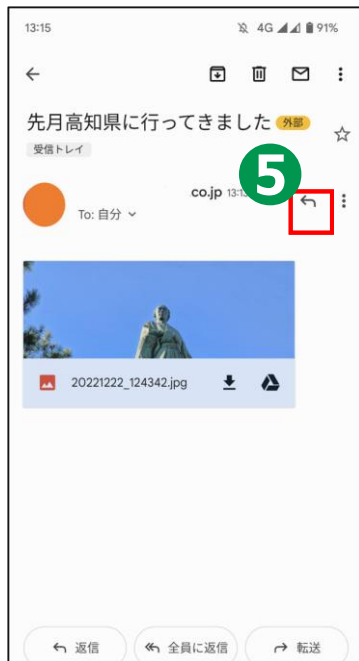 13:15 4G 91%
先月高知県に行ってきました 外部
受信トレイ
co.jp
To: 自分
5
20221222_124342.jpg
返信 全員に返信 転送